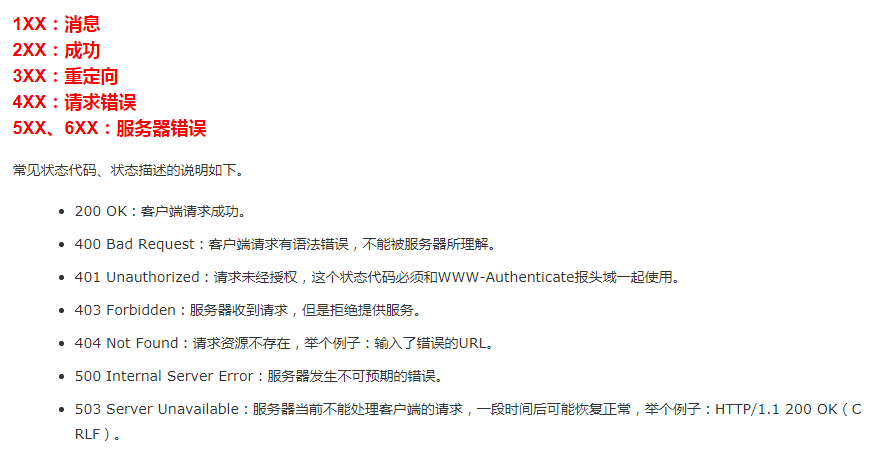 1XX：消息
2XX：成功
3XX：重定向
4XX：请求错误
5XX、6XX：服务器错误
常见状态代码、状态描述的说明如下。
• 200 OK：客户端请求成功。
• 400 Bad Request：客户端请求有语法错误，不能被服务器所理解。
• 401 Unauthorized：请求未经授权，这个状态代码必须和WWW-Authenticate报头域一起使用。
• 403 Forbidden：服务器收到请求，但是拒绝提供服务。
• 404 Not Found：请求资源不存在，举个例子：输入了错误的URL。
• 500 Internal Server Error：服务器发生不可预期的错误。
• 503 Server Unavailable：服务器当前不能处理客户端的请求，一段时间后可能恢复正常，举个例子：HTTP/1.1 200 OK（C
RLF）。